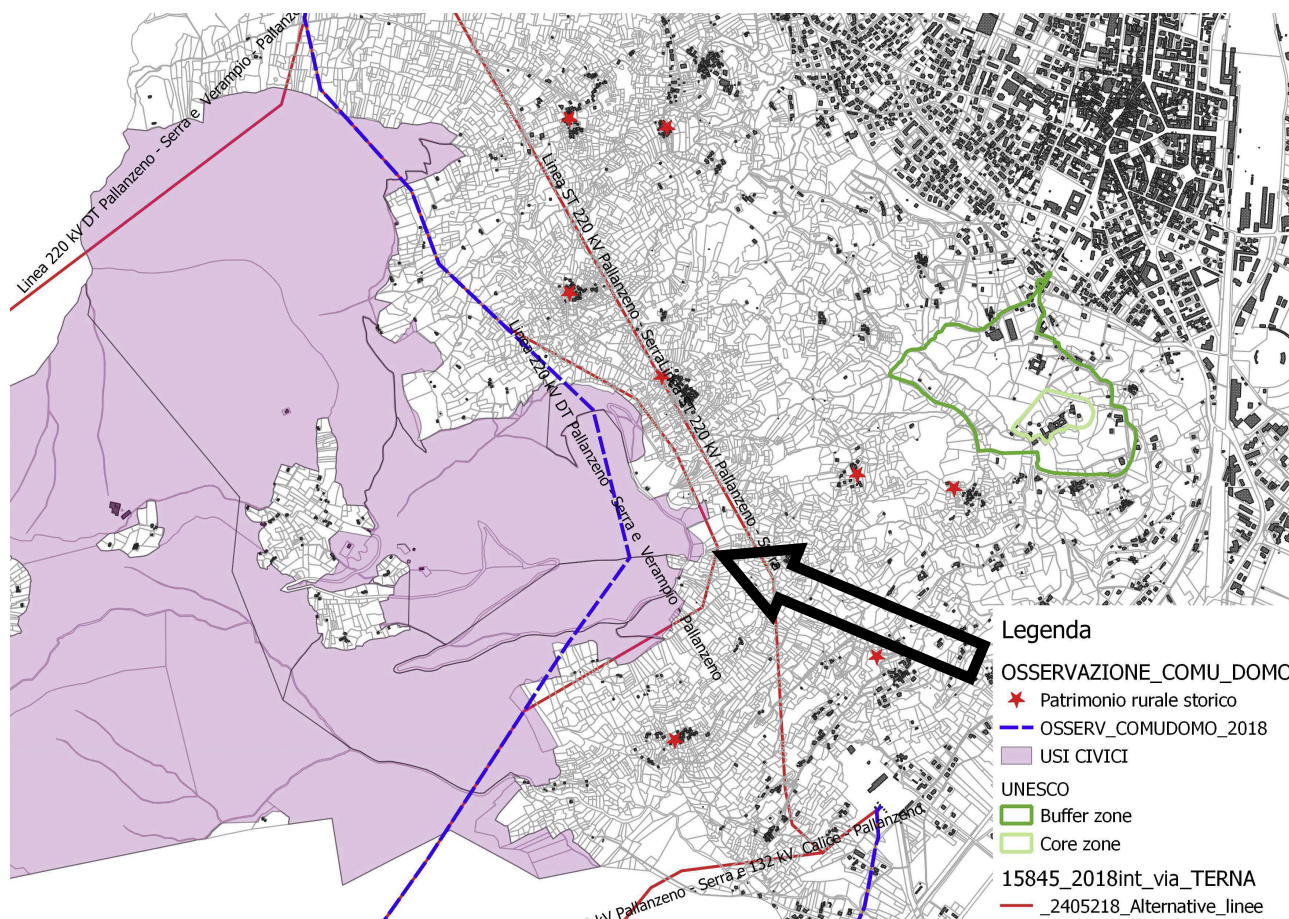 Linea 220 kV DT Pallanzeno - Serra e Verampio - Pallanz
Linea ST 220 kV Pallanzeno - Serra
Linea ST 220 kV Pallanzeno - Serra
Linea 220 kV DT Pallanzeno - Serra e Verampio - Pallanzeno
kV Pallanzeno - Serra e 132 kV Calice - Pallanzeno
Legenda
OSSERVAZIONE_COMU_DOMO
Patrimonio rurale storico
OSSERV_COMUDOMO_2018
USI CIVICI
UNESCO
Buffer zone
Core zone
15845_2018int_via_TERNA
_2405218_Alternative_linee